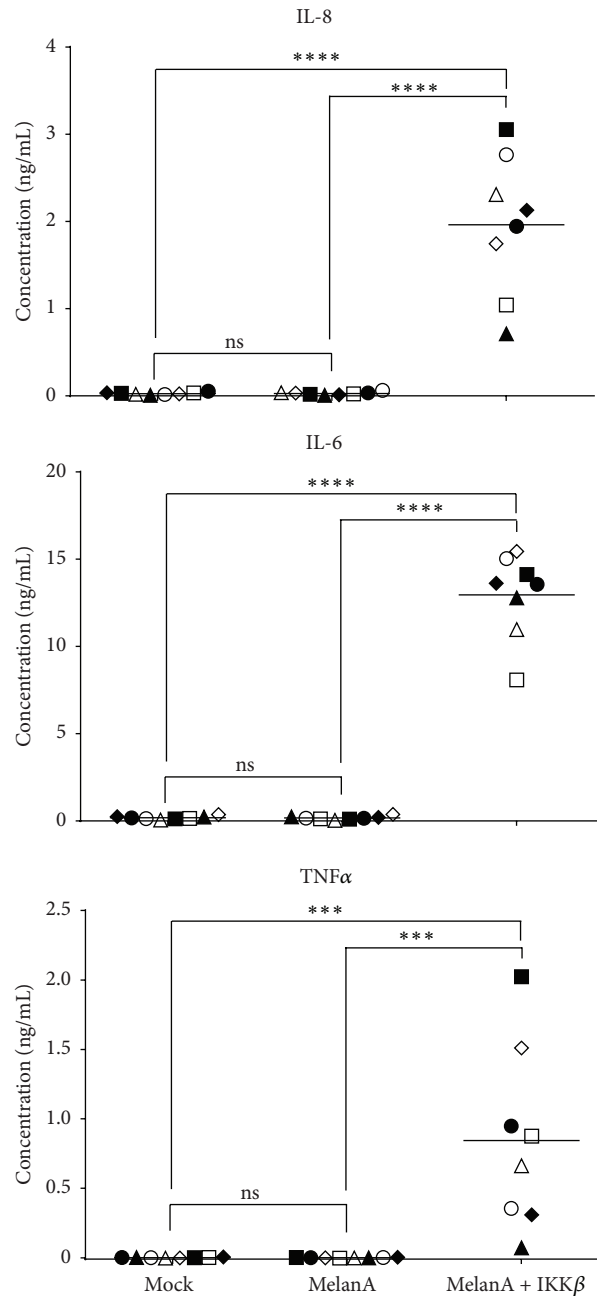 IL-8
Concentration (ng/mL)
4
3
2
1
0
****
****
ns
IL-6
Concentration (ng/mL)
20
15
10
5
0
****
****
ns
TNFα
Concentration (ng/mL)
2.5
2.0
1.5
1.0
0.5
0
***
***
ns
Mock MelanA MelanA + IKKβ